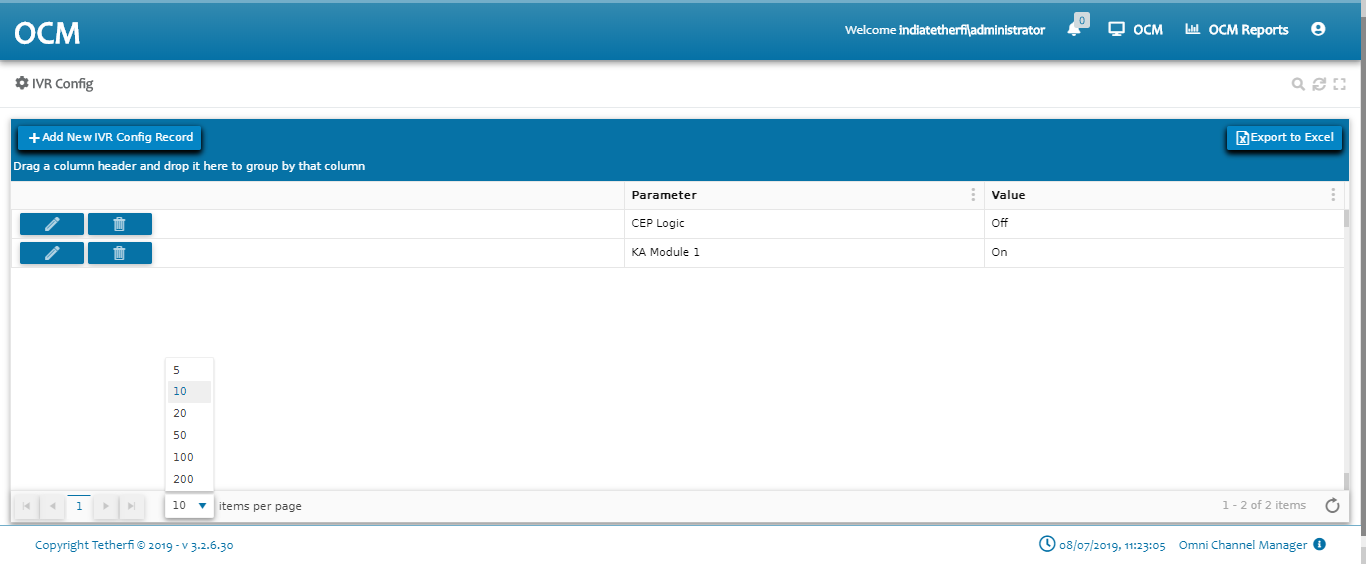 OCM
Welcome indiatetherfi\administrator
0
OCM
OCM Reports
IVR Config
Add New IVR Config Record
Export to Excel
Drag a column header and drop it here to group by that column
Parameter Value
CEP Logic Off
KA Module 1 On
5
10
20
50
100
200
1 10 items per page 1 - 2 of 2 items
Copyright Tetherfi © 2019 - v 3.2.6.30 08/07/2019, 11:23:05 Omni Channel Manager